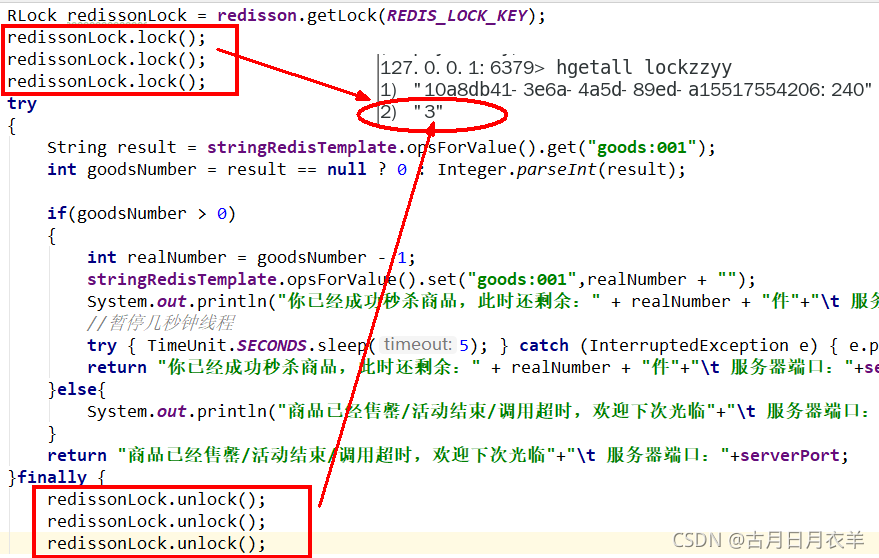 RLock redissonLock = redisson.getLock(REDIS_LOCK_KEY);
redissonLock.lock();
redissonLock.lock();
redissonLock.lock();
127.0.0.1:6379> hgetall lockzzyy
1) "10a8db41-3e6a-4a5d-89ed-a15517554206:240"
2) "3"
try
{
String result = stringRedisTemplate.opsForValue().get("goods:001");
int goodsNumber = result == null ? 0 : Integer.parseInt(result);
if(goodsNumber > 0)
{
int realNumber = goodsNumber - 1;
stringRedisTemplate.opsForValue().set("goods:001",realNumber + "");
System.out.println("你已经成功秒杀商品，此时还剩余：" + realNumber + "件"+"\t 服
//暂停几秒钟线程
try { TimeUnit.SECONDS.sleep( timeout: 5); } catch (InterruptedException e) { e.p
return "你已经成功秒杀商品，此时还剩余：" + realNumber + "件"+"\t 服务器端口："+se
}else{
System.out.println("商品已经售罄/活动结束/调用超时，欢迎下次光临"+"\t 服务器端口：
}
return "商品已经售罄/活动结束/调用超时，欢迎下次光临"+"\t 服务器端口："+serverPort;
}finally {
redissonLock.unlock();
redissonLock.unlock();
redissonLock.unlock();
CSDN @古月日月衣羊